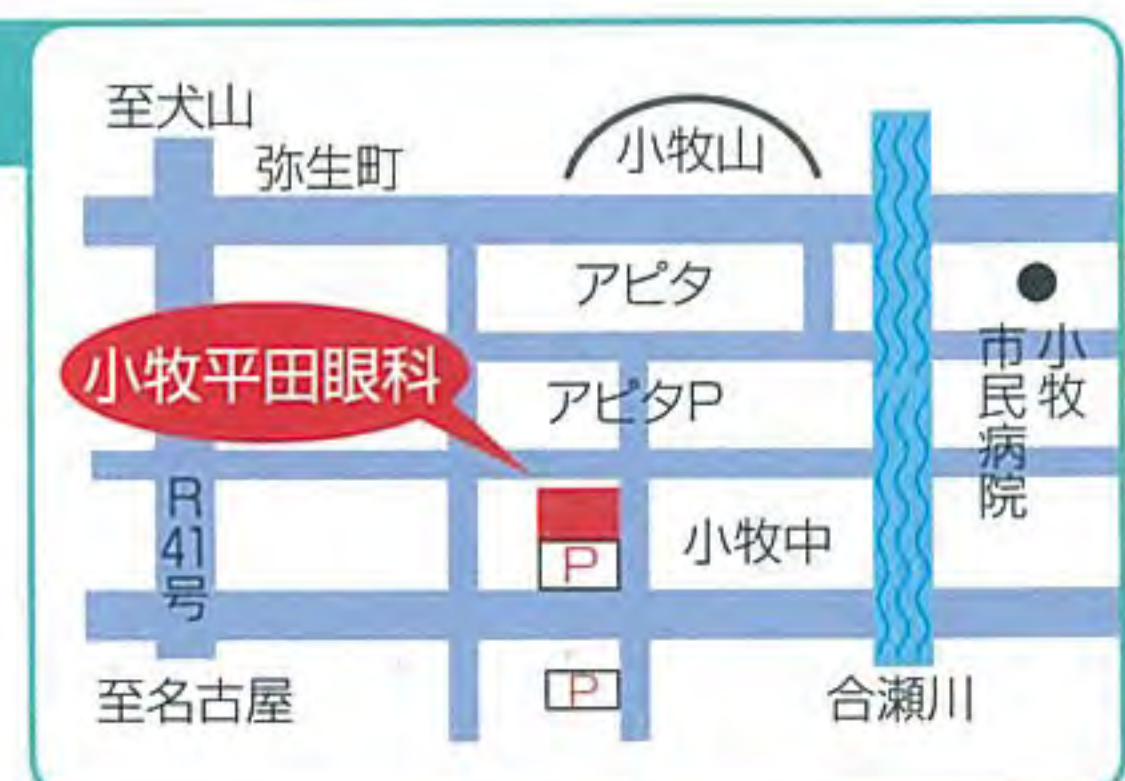 至犬山
弥生町
小牧山
アピタ
小牧
市民病院
小牧平田眼科
アピタP
R41号
P
小牧中
至名古屋
P
合瀬川